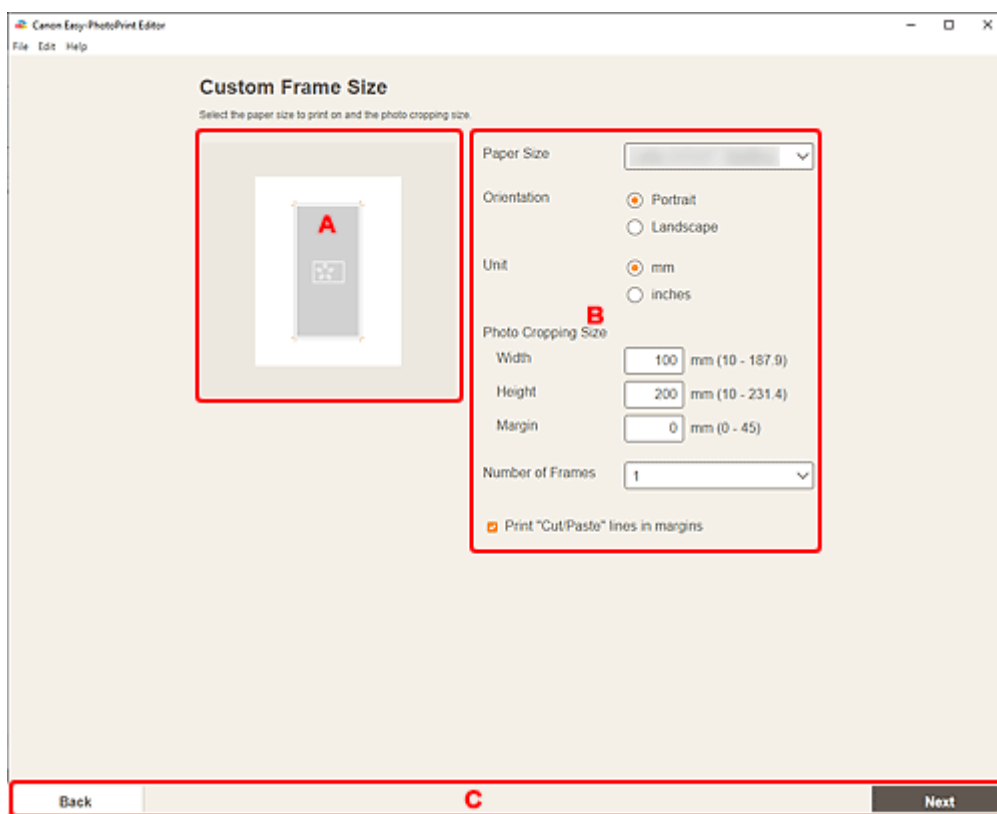 Canon Easy-PhotoPrint Editor
File Edit Help
Custom Frame Size
Select the paper size to print on and the photo cropping size.
A
Paper Size
Orientation
Portrait
Landscape
Unit
mm
inches
B
Photo Cropping Size
Width 100 mm (10 - 187.9)
Height 200 mm (10 - 231.4)
Margin 0 mm (0 - 45)
Number of Frames 1
Print "Cut/Paste" lines in margins
Back C Next